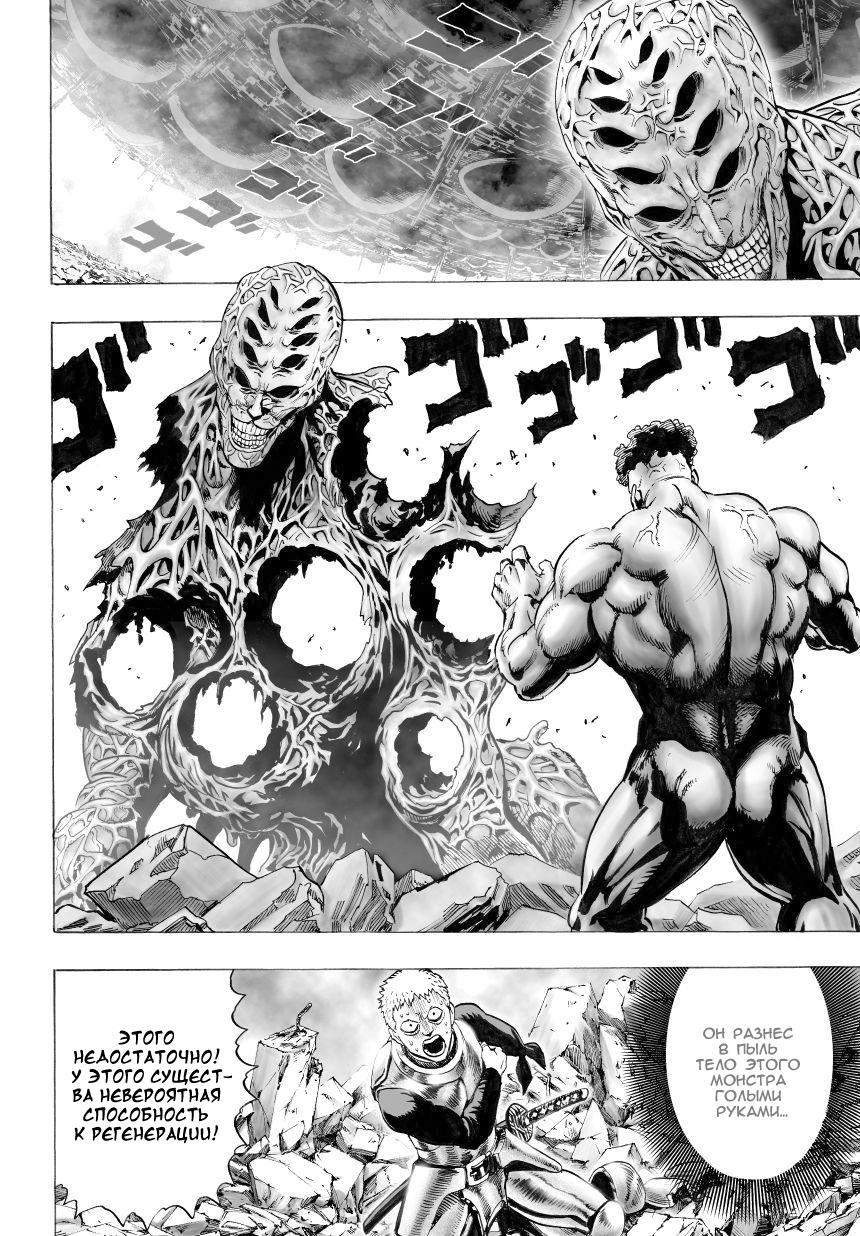 ゴゴゴゴゴ
ゴゴゴゴゴ
ОН РАЗНЕС
В ПЫЛЬ
ТЕЛО ЭТОГО
МОНСТРА
ГОЛЫМИ
РУКАМИ...
ЭТОГО
НЕДОСТАТОЧНО!
У ЭТОГО СУЩЕСТ-
ВА НЕВЕРОЯТНАЯ
СПОСОБНОСТЬ
К РЕГЕНЕРАЦИИ!